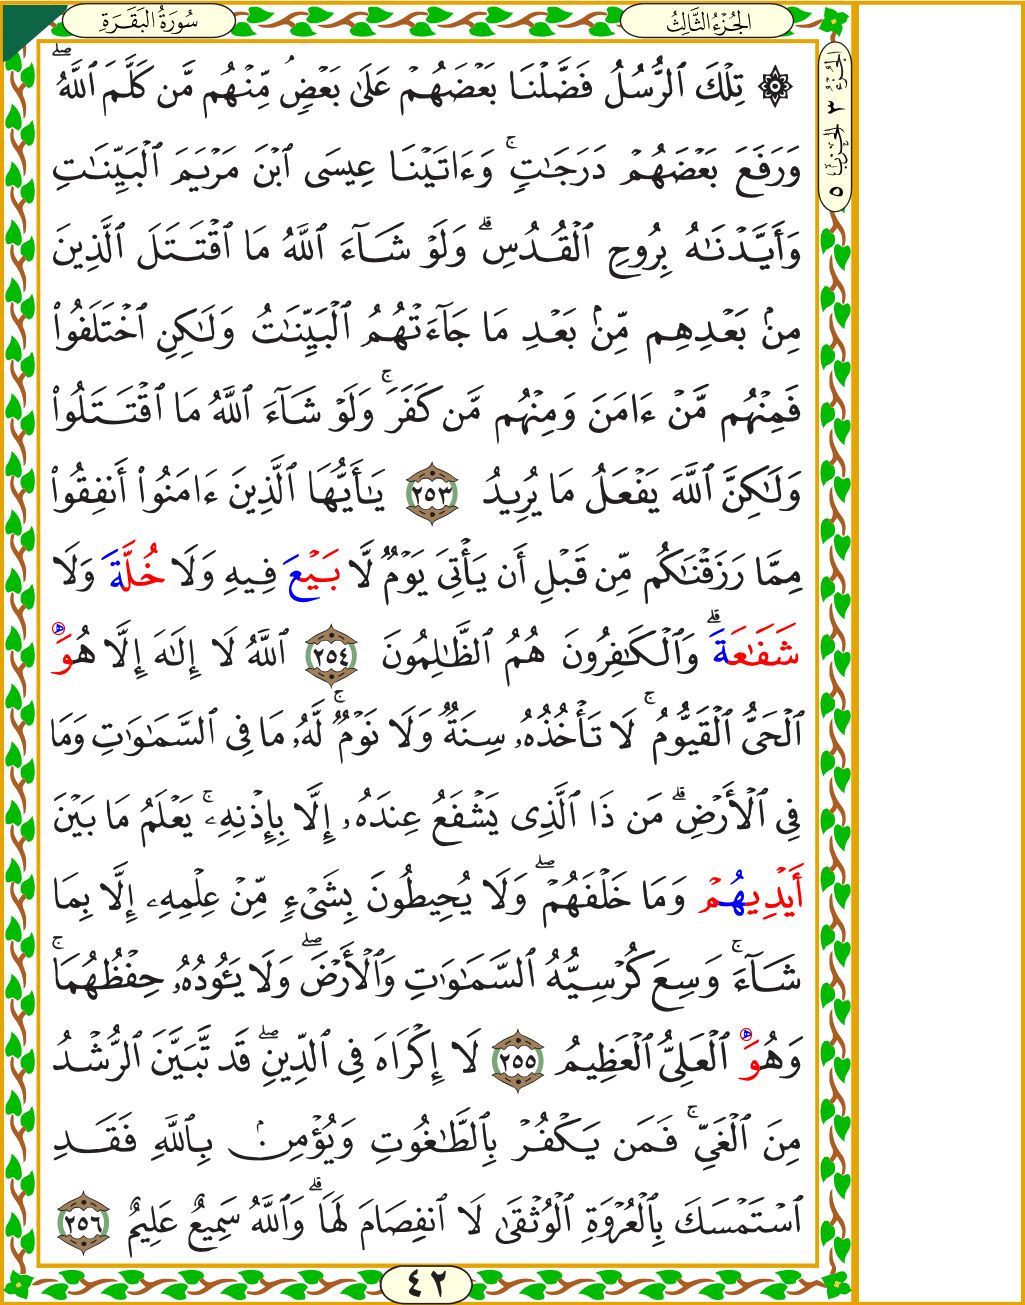 سُورَةُ البَقَرَةِ
الجُزْءُ الثَّالِثُ
الجزء ٣ الحزب ٥
۞ تِلۡكَ ٱلرُّسُلُ فَضَّلۡنَا بَعۡضَهُمۡ عَلَىٰ بَعۡضٖۘ مِّنۡهُم مَّن كَلَّمَ ٱللَّهُۖ
وَرَفَعَ بَعۡضَهُمۡ دَرَجَٰتٖۚ وَءَاتَيۡنَا عِيسَى ٱبۡنَ مَرۡيَمَ ٱلۡبَيِّنَٰتِ
وَأَيَّدۡنَٰهُ بِرُوحِ ٱلۡقُدُسِۗ وَلَوۡ شَآءَ ٱللَّهُ مَا ٱقۡتَتَلَ ٱلَّذِينَ
مِنۢ بَعۡدِهِم مِّنۢ بَعۡدِ مَا جَآءَتۡهُمُ ٱلۡبَيِّنَٰتُ وَلَٰكِنِ ٱخۡتَلَفُواْ
فَمِنۡهُم مَّنۡ ءَامَنَ وَمِنۡهُم مَّن كَفَرَۚ وَلَوۡ شَآءَ ٱللَّهُ مَا ٱقۡتَتَلُواْ
وَلَٰكِنَّ ٱللَّهَ يَفۡعَلُ مَا يُرِيدُ ٢٥٣ يَٰٓأَيُّهَا ٱلَّذِينَ ءَامَنُوٓاْ أَنفِقُواْ
مِمَّا رَزَقۡنَٰكُم مِّن قَبۡلِ أَن يَأۡتِيَ يَوۡمٞ لَّا بَيۡعَ فِيهِ وَلَا خُلَّةَ وَلَا
شَفَٰعَةَۗ وَٱلۡكَٰفِرُونَ هُمُ ٱلظَّٰلِمُونَ ٢٥٤ ٱللَّهُ لَآ إِلَٰهَ إِلَّا هُوَ
ٱلۡحَيُّ ٱلۡقَيُّومُۚ لَا تَأۡخُذُهُۥ سِنَةٞ وَلَا نَوۡمٞۚ لَّهُۥ مَا فِي ٱلسَّمَٰوَٰتِ وَمَا
فِي ٱلۡأَرۡضِۗ مَن ذَا ٱلَّذِي يَشۡفَعُ عِندَهُۥٓ إِلَّا بِإِذۡنِهِۦۚ يَعۡلَمُ مَا بَيۡنَ
أَيۡدِيهُمۡ وَمَا خَلۡفَهُمۡۖ وَلَا يُحِيطُونَ بِشَيۡءٖ مِّنۡ عِلۡمِهِۦٓ إِلَّا بِمَا
شَآءَۚ وَسِعَ كُرۡسِيُّهُ ٱلسَّمَٰوَٰتِ وَٱلۡأَرۡضَۖ وَلَا يَـُٔودُهُۥ حِفۡظُهُمَاۚ
وَهُوَ ٱلۡعَلِيُّ ٱلۡعَظِيمُ ٢٥٥ لَآ إِكۡرَاهَ فِي ٱلدِّينِۖ قَد تَّبَيَّنَ ٱلرُّشۡدُ
مِنَ ٱلۡغَيِّۚ فَمَن يَكۡفُرۡ بِٱلطَّٰغُوتِ وَيُؤۡمِنۢ بِٱللَّهِ فَقَدِ
ٱسۡتَمۡسَكَ بِٱلۡعُرۡوَةِ ٱلۡوُثۡقَىٰ لَا ٱنفِصَامَ لَهَاۗ وَٱللَّهُ سَمِيعٌ عَلِيمٌ ٢٥٦
٤٢